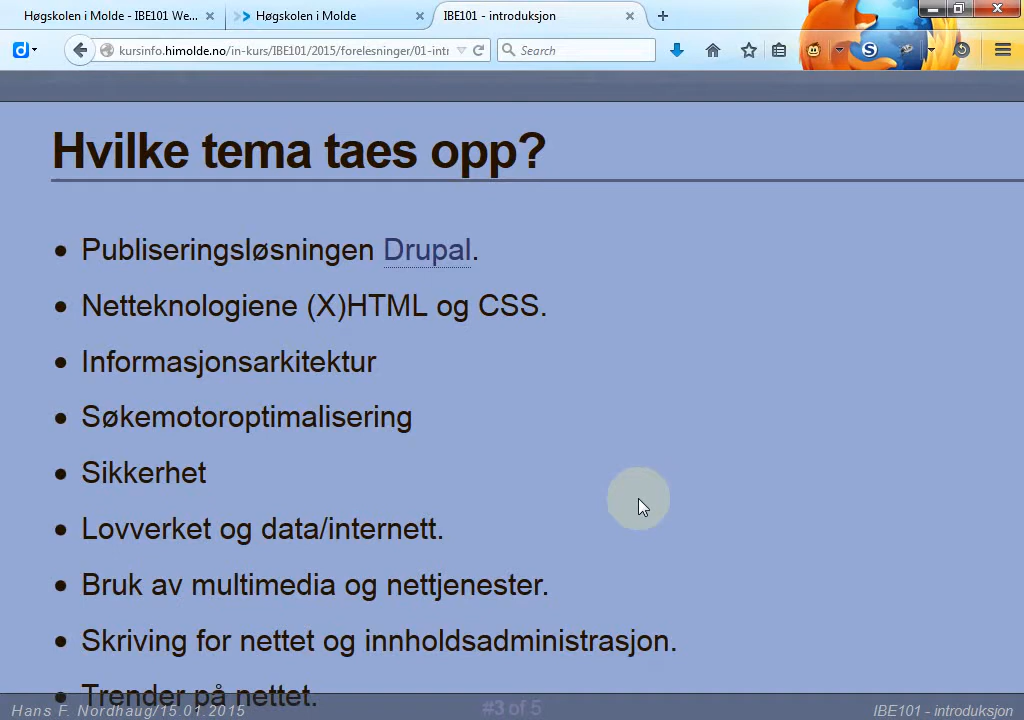 Høgskolen i Molde - IBE101 We...
Høgskolen i Molde
IBE101 - introduksjon
kursinfo.himolde.no/in-kurs/IBE101/2015/forelesninger/01-intr
Search
Hvilke tema taes opp?
• Publiseringsløsningen Drupal.
• Netteknologiene (X)HTML og CSS.
• Informasjonsarkitektur
• Søkemotoroptimalisering
• Sikkerhet
• Lovverket og data/internett.
• Bruk av multimedia og nettjenester.
• Skriving for nettet og innholdsadministrasjon.
• Trender på nettet.
Hans F. Nordhaug/15.01.2015
#3 of 5
IBE101 - introduksjon